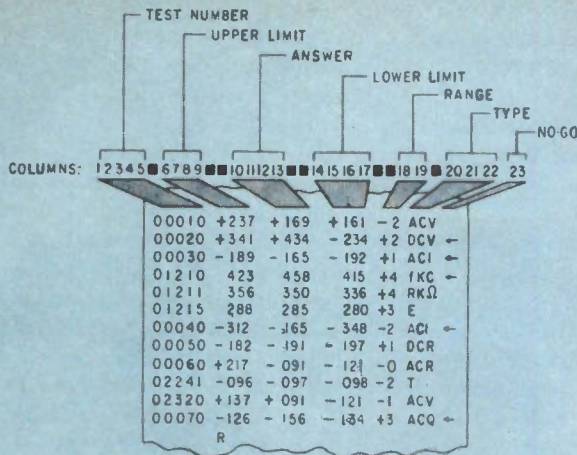 TEST NUMBER
UPPER LIMIT
ANSWER
LOWER LIMIT
RANGE
TYPE
NO-GO
COLUMNS: 12345■6789■■10111213■■14151617■■1819■202122 23
00010 +237 +169 +161 -2 ACV
00020 +341 +434 -234 +2 DCV ←
00030 -189 -165 -192 +1 ACI ←
01210 423 458 415 +4 fKC ←
01211 356 350 336 +4 RKΩ
01215 288 285 280 +3 E
00040 -312 -165 -348 -2 ACI ←
00050 -182 -191 -197 +1 DCR
00060 +217 -091 -121 -0 ACR
02241 -096 -097 -098 -2 T
02320 +137 +091 -121 -1 ACV
00070 -126 -156 -134 +3 ACQ ←
R